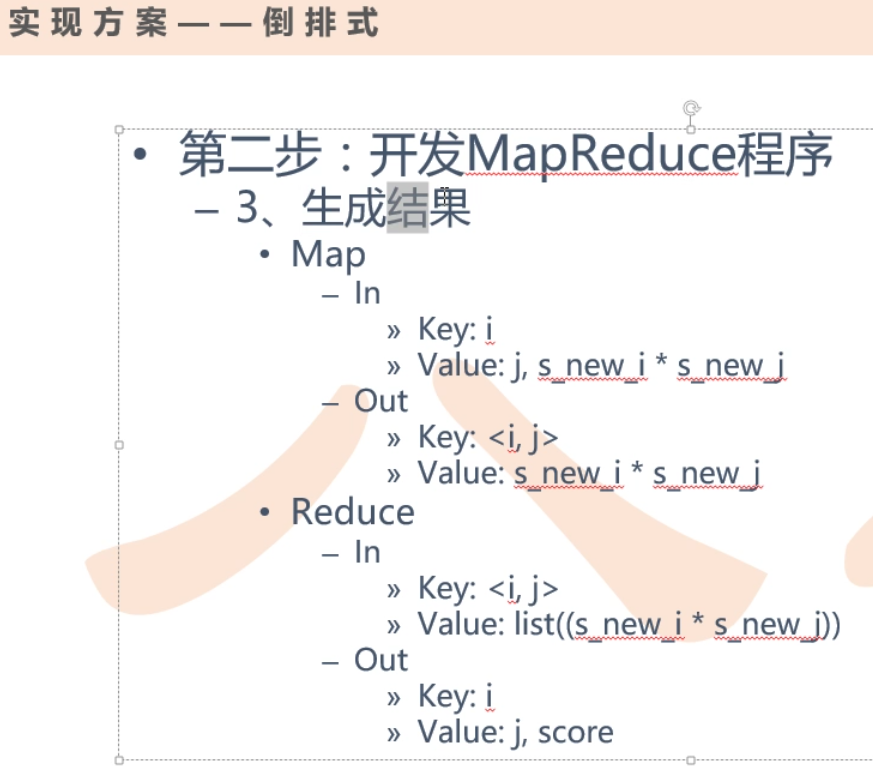 实现方案——倒排式
• 第二步：开发MapReduce程序
– 3、生成结果
• Map
– In
» Key: i
» Value: j, s_new_i * s_new_j
– Out
» Key: <i, j>
» Value: s_new_i * s_new_j
• Reduce
– In
» Key: <i, j>
» Value: list((s_new_i * s_new_j))
– Out
» Key: i
» Value: j, score